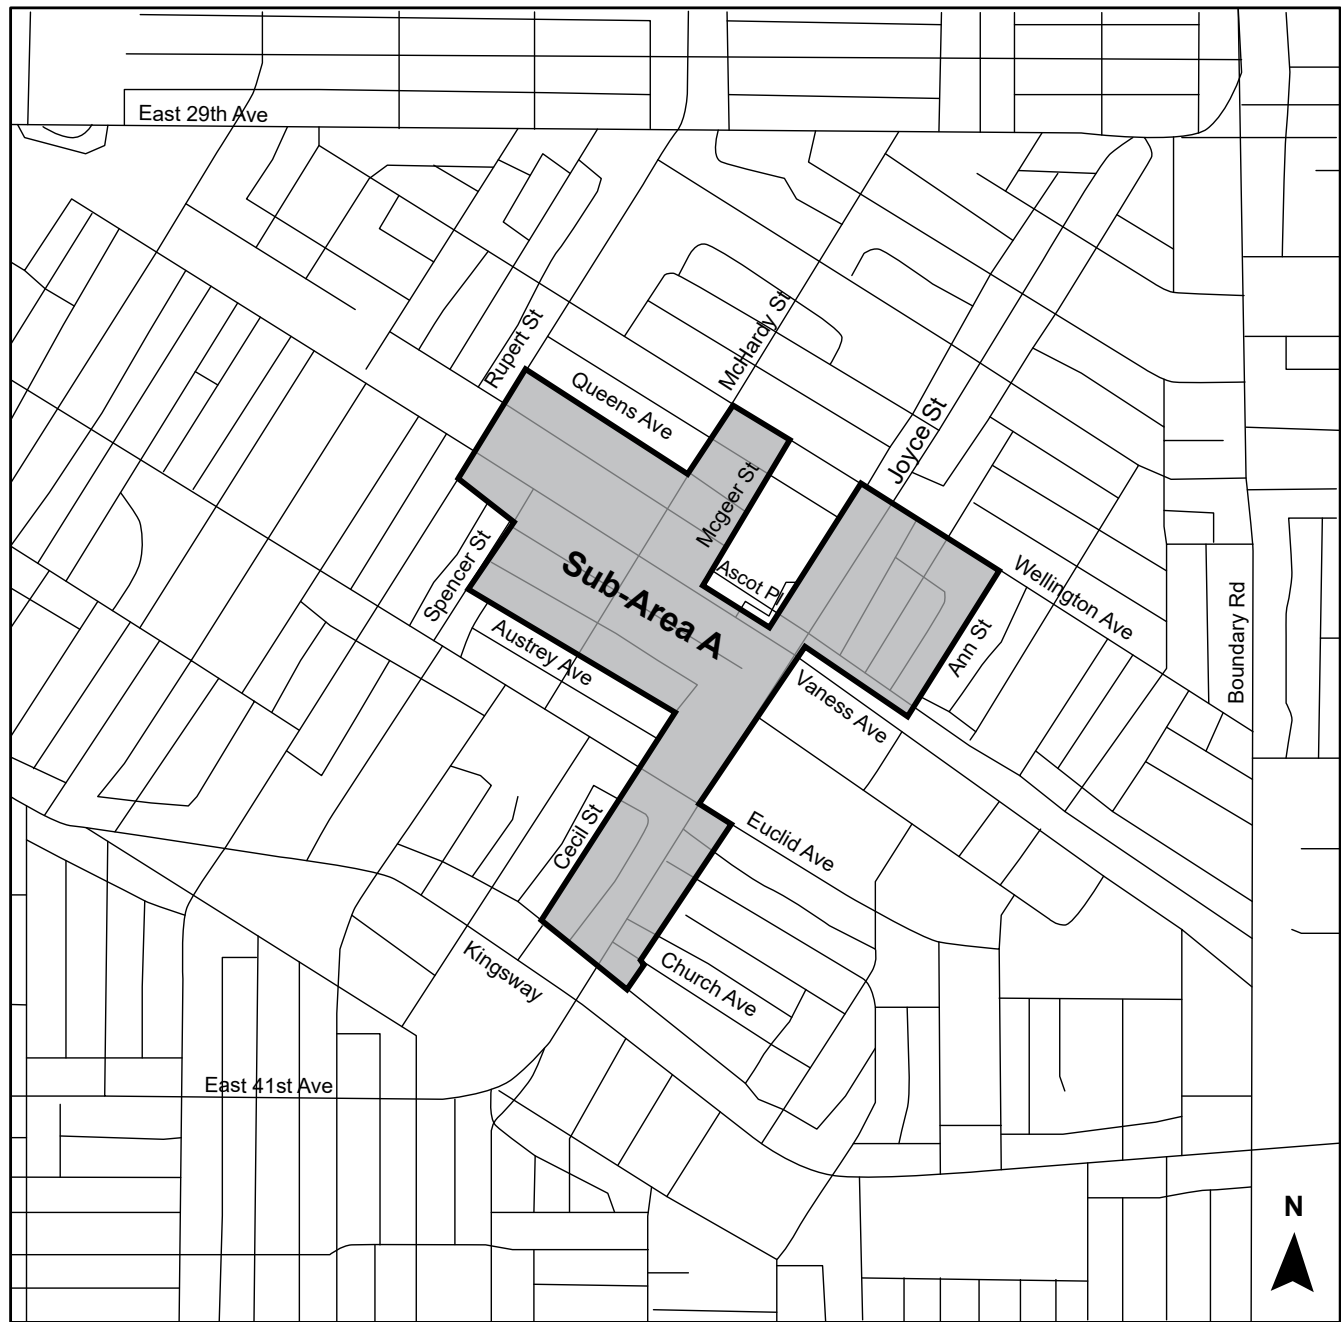 East 29th Ave
Rupert St
McHardy St
Queens Ave
Joyce St
Mcgeer St
Spencer St
Sub-Area A
Ascot Pl
Wellington Ave
Boundary Rd
Austrey Ave
Ann St
Vaness Ave
Cecil St
Euclid Ave
Kingsway
Church Ave
East 41st Ave
N